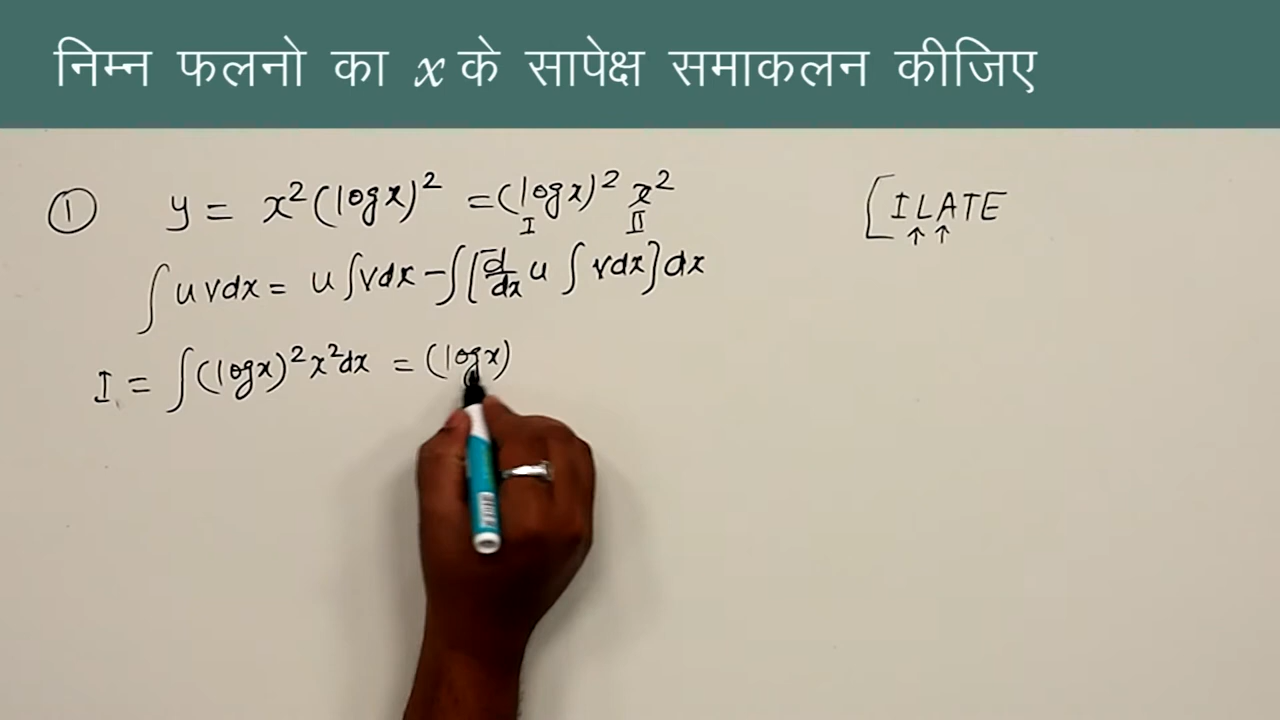 निम्न फलनो का x के सापेक्ष समाकलन कीजिए
① y = x² (log x)² = (log x)² x² [ILATE
I II ↑ ↑
∫ u v dx = u ∫ v dx - ∫ [d/dx u ∫ v dx] dx
I = ∫ (log x)² x² dx = (log x)